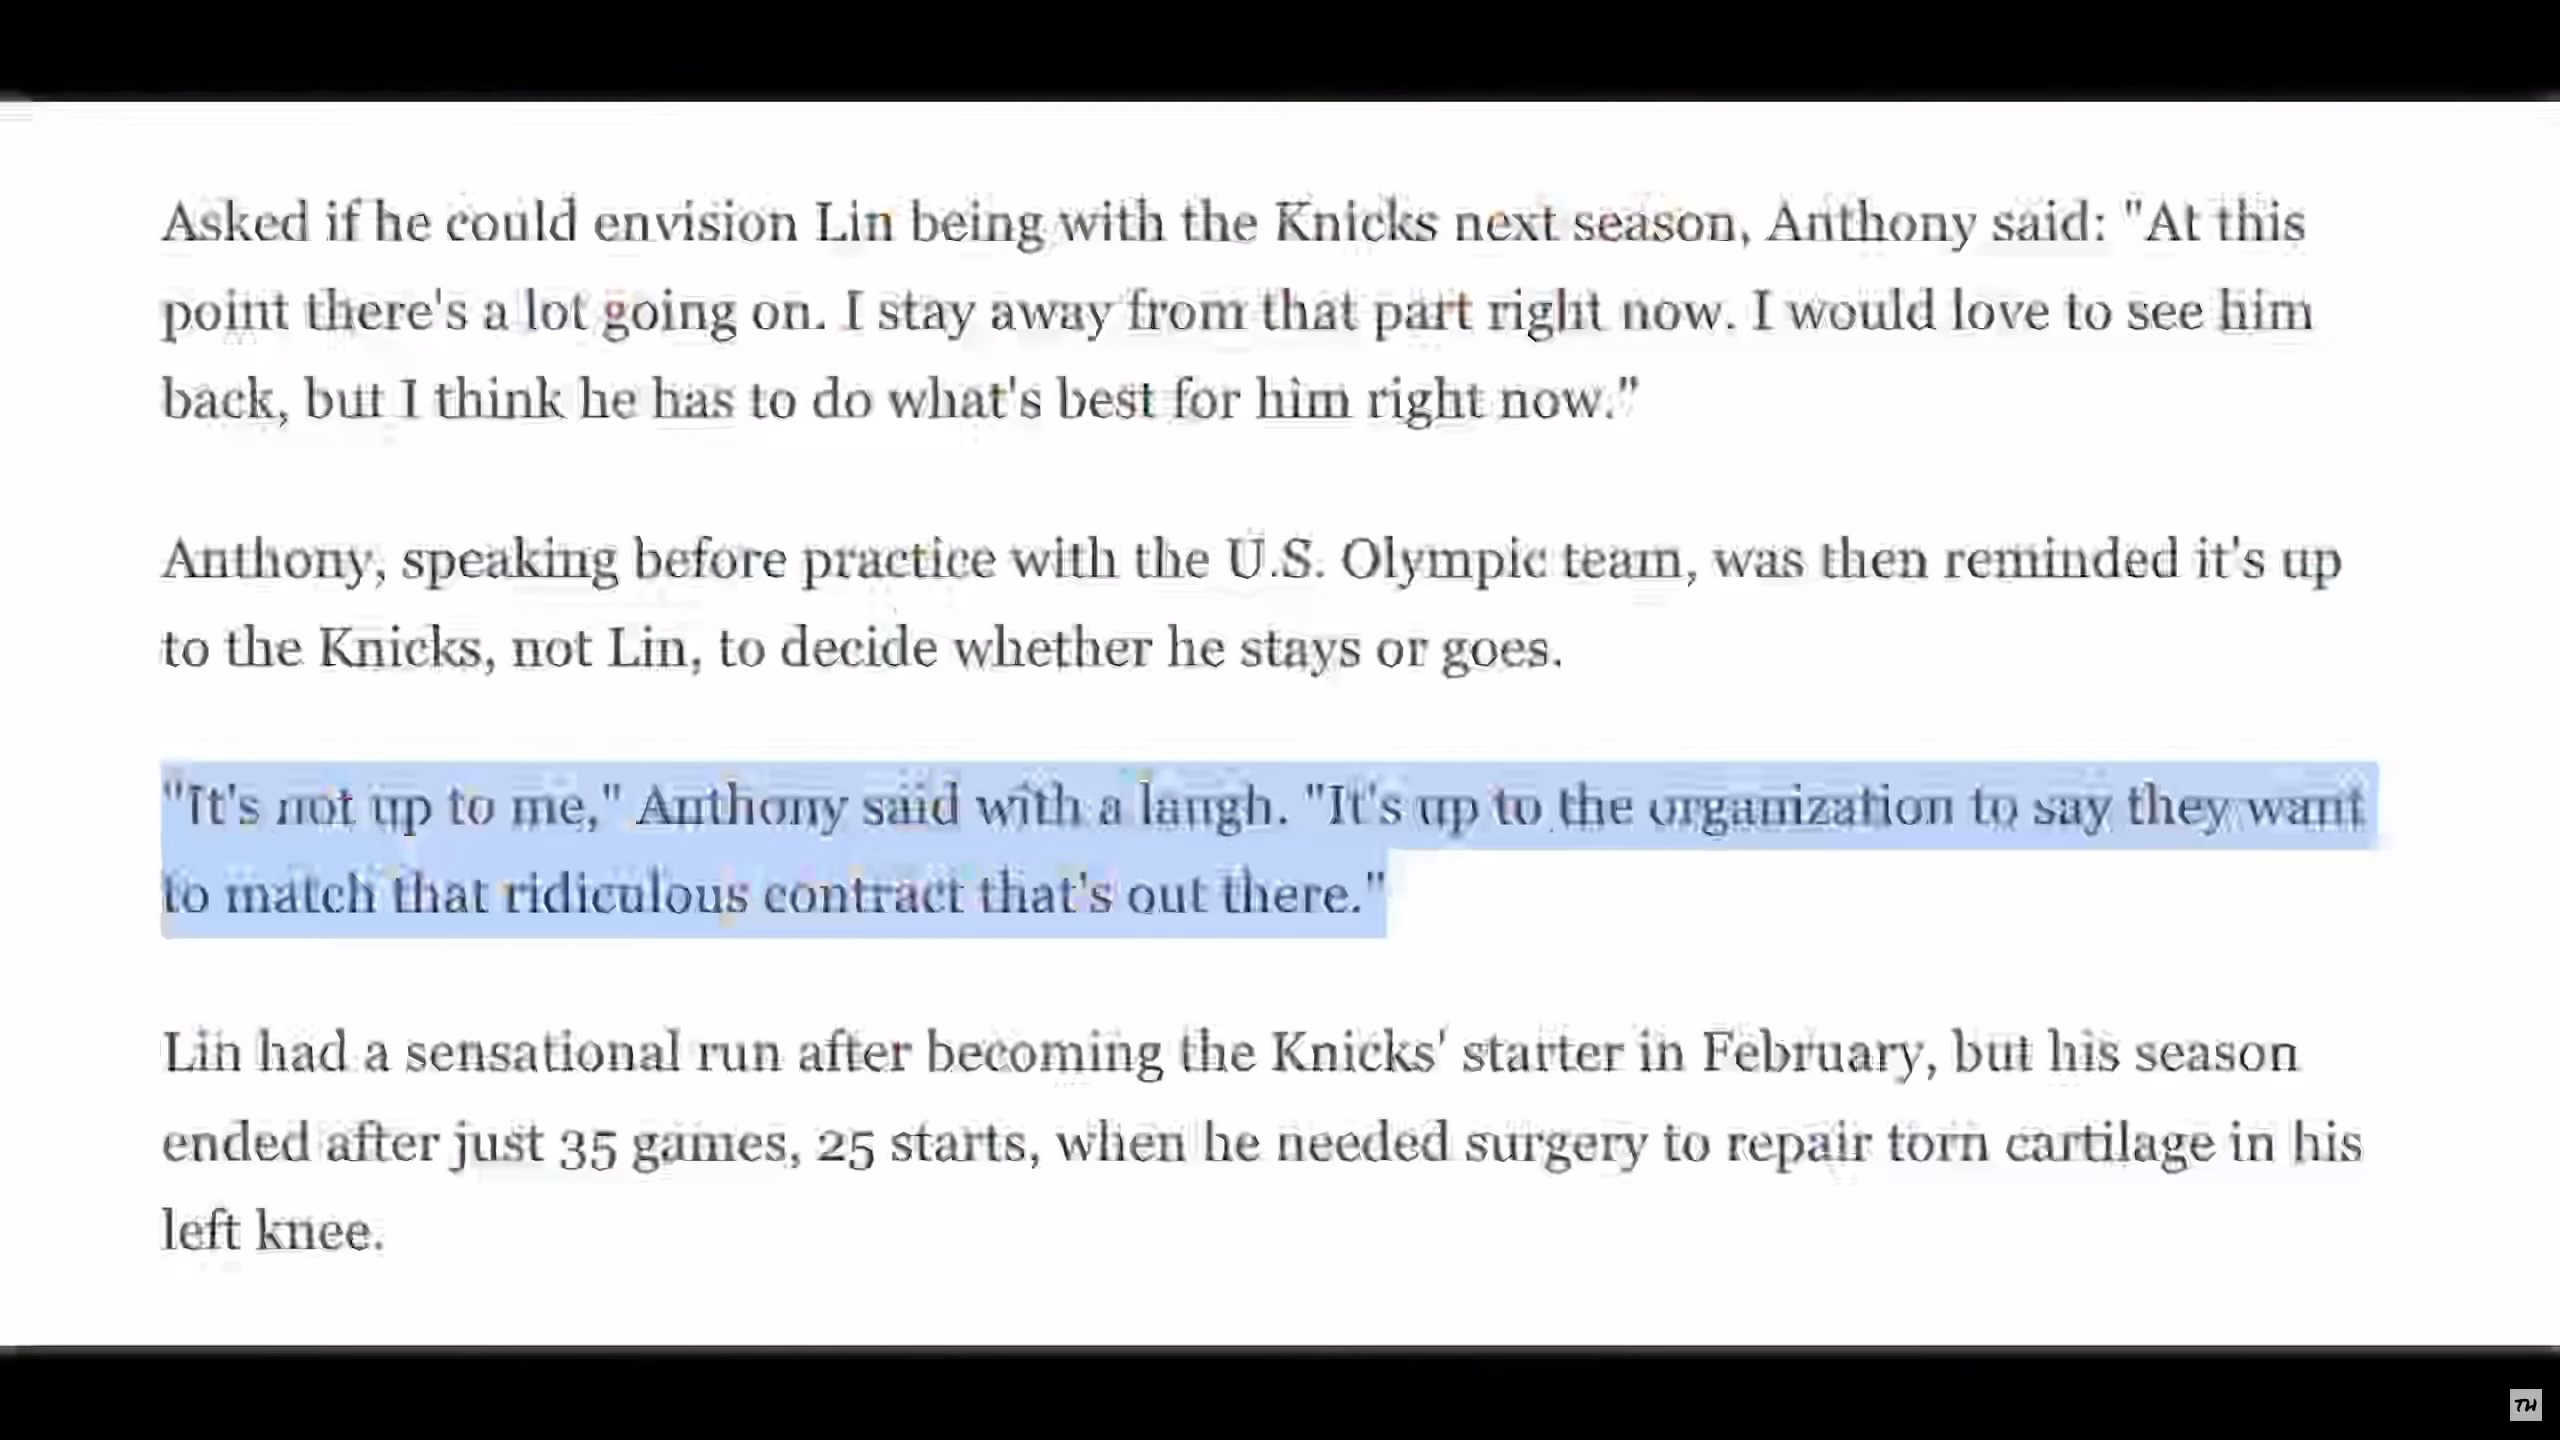 Asked if he could envision Lin being with the Knicks next season, Anthony said: "At this
point there's a lot going on. I stay away from that part right now. I would love to see him
back, but I think he has to do what's best for him right now."
Anthony, speaking before practice with the U.S. Olympic team, was then reminded it's up
to the Knicks, not Lin, to decide whether he stays or goes.
"It's not up to me," Anthony said with a laugh. "It's up to the organization to say they want
to match that ridiculous contract that's out there."
Lin had a sensational run after becoming the Knicks' starter in February, but his season
ended after just 35 games, 25 starts, when he needed surgery to repair torn cartilage in his
left knee.
TH